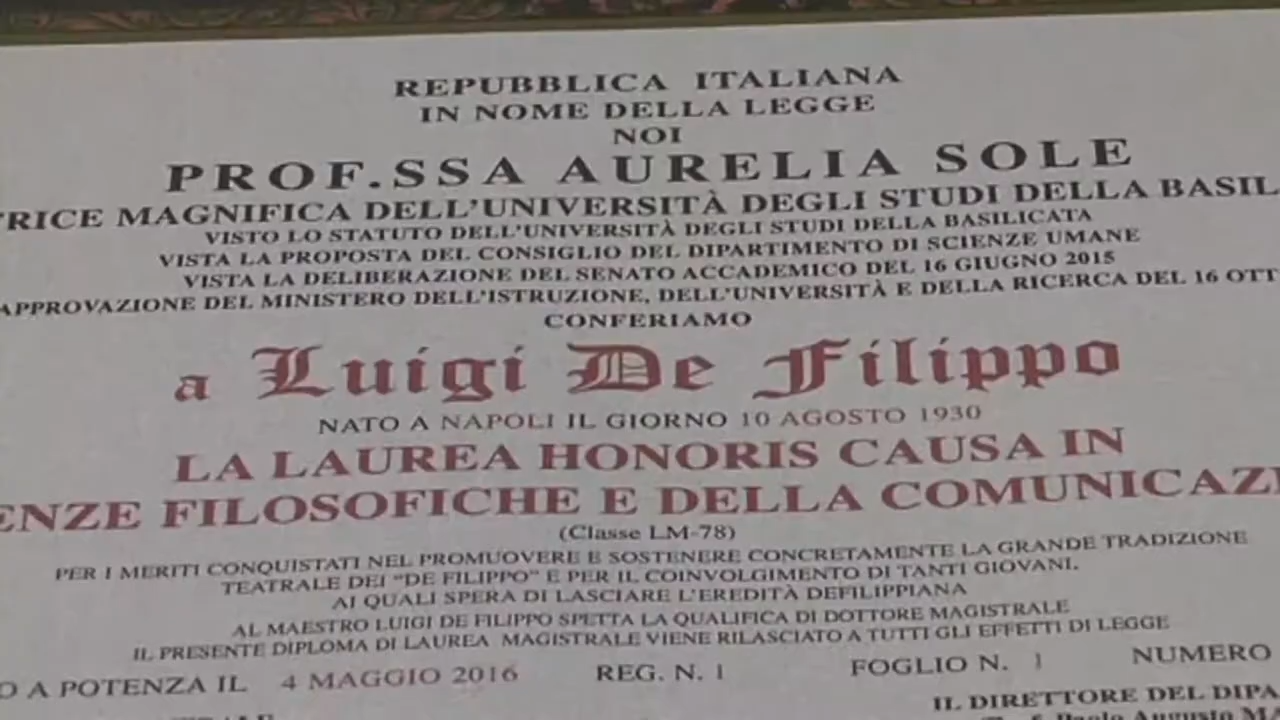 REPUBBLICA ITALIANA
IN NOME DELLA LEGGE
NOI
PROF.SSA AURELIA SOLE
TRICE MAGNIFICA DELL'UNIVERSITÀ DEGLI STUDI DELLA BASIL
VISTO LO STATUTO DELL'UNIVERSITÀ DEGLI STUDI DELLA BASILICATA
VISTA LA PROPOSTA DEL CONSIGLIO DEL DIPARTIMENTO DI SCIENZE UMANE
VISTA LA DELIBERAZIONE DEL SENATO ACCADEMICO DEL 16 GIUGNO 2015
APPROVAZIONE DEL MINISTERO DELL'ISTRUZIONE, DELL'UNIVERSITÀ E DELLA RICERCA DEL 16 OTT
CONFERIAMO
a Luigi De Filippo
NATO A NAPOLI IL GIORNO 10 AGOSTO 1930
LA LAUREA HONORIS CAUSA IN
ENZE FILOSOFICHE E DELLA COMUNICAZI
(Classe LM-78)
PER I MERITI CONQUISTATI NEL PROMUOVERE E SOSTENERE CONCRETAMENTE LA GRANDE TRADIZIONE
TEATRALE DEI "DE FILIPPO" E PER IL COINVOLGIMENTO DI TANTI GIOVANI.
AI QUALI SPERA DI LASCIARE L'EREDITÀ DEFILIPPIANA
AL MAESTRO LUIGI DE FILIPPO SPETTA LA QUALIFICA DI DOTTORE MAGISTRALE
IL PRESENTE DIPLOMA DI LAUREA MAGISTRALE VIENE RILASCIATO A TUTTI GLI EFFETTI DI LEGGE
O A POTENZA IL 4 MAGGIO 2016 REG. N. 1 FOGLIO N. 1 NUMERO
IL DIRETTORE DEL DIPA
Paolo Augusto MA